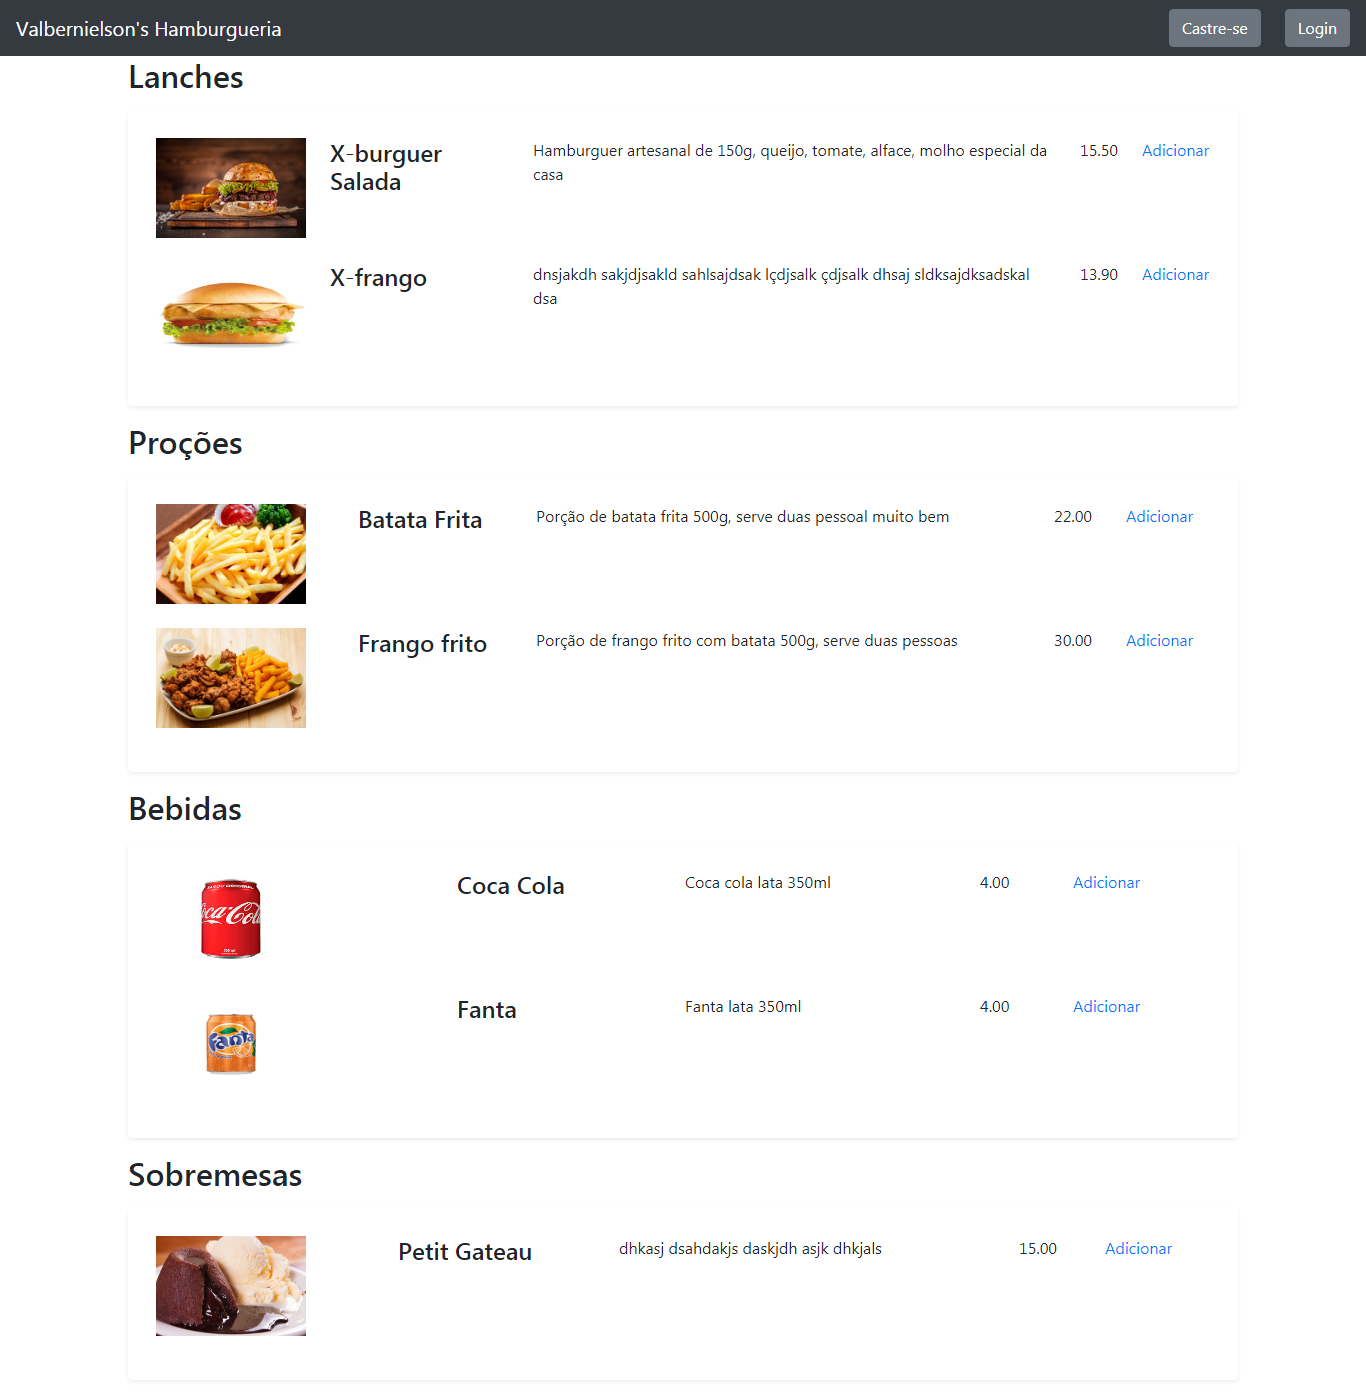 Valbernielson's Hamburgueria
Castre-se
Login
Lanches
X-burguer
Salada
Hamburguer artesanal de 150g, queijo, tomate, alface, molho especial da
casa
15.50
Adicionar
X-frango
dnsjakdh sakjdjsakld sahlsajdsak lçdjsalk çdjsalk dhsaj sldksajdksadskal
dsa
13.90
Adicionar
Proções
Batata Frita
Porção de batata frita 500g, serve duas pessoal muito bem
22.00
Adicionar
Frango frito
Porção de frango frito com batata 500g, serve duas pessoas
30.00
Adicionar
Bebidas
Coca Cola
Coca cola lata 350ml
4.00
Adicionar
Fanta
Fanta lata 350ml
4.00
Adicionar
Sobremesas
Petit Gateau
dhkasj dsahdakjs daskjdh asjk dhkjals
15.00
Adicionar